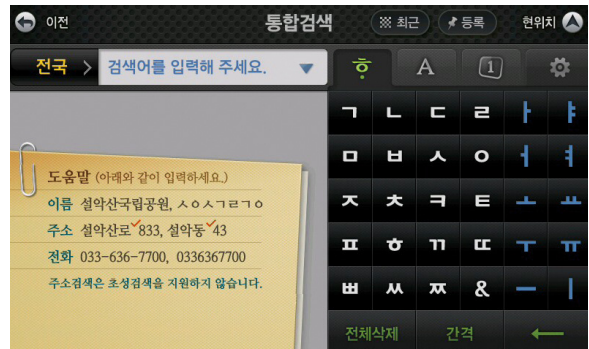 이전 통합검색 최근 등록 현위치
전국 > 검색어를 입력해 주세요. ▼ ㅎ A 1
ㄱ ㄴ ㄷ ㄹ ㅏ ㅑ
ㅁ ㅂ ㅅ ㅇ ㅓ ㅕ
ㅈ ㅊ ㅋ ㅌ ㅗ ㅛ
ㅍ ㅎ ㄲ ㄸ ㅜ ㅠ
ㅃ ㅆ ㅉ & ㅡ ㅣ
전체삭제 간격 ←
도움말 (아래와 같이 입력하세요.)
이름 설악산국립공원, ㅅㅇㅅㄱㄹㄱㅇ
주소 설악산로✓833, 설악동✓43
전화 033-636-7700, 0336367700
주소검색은 초성검색을 지원하지 않습니다.